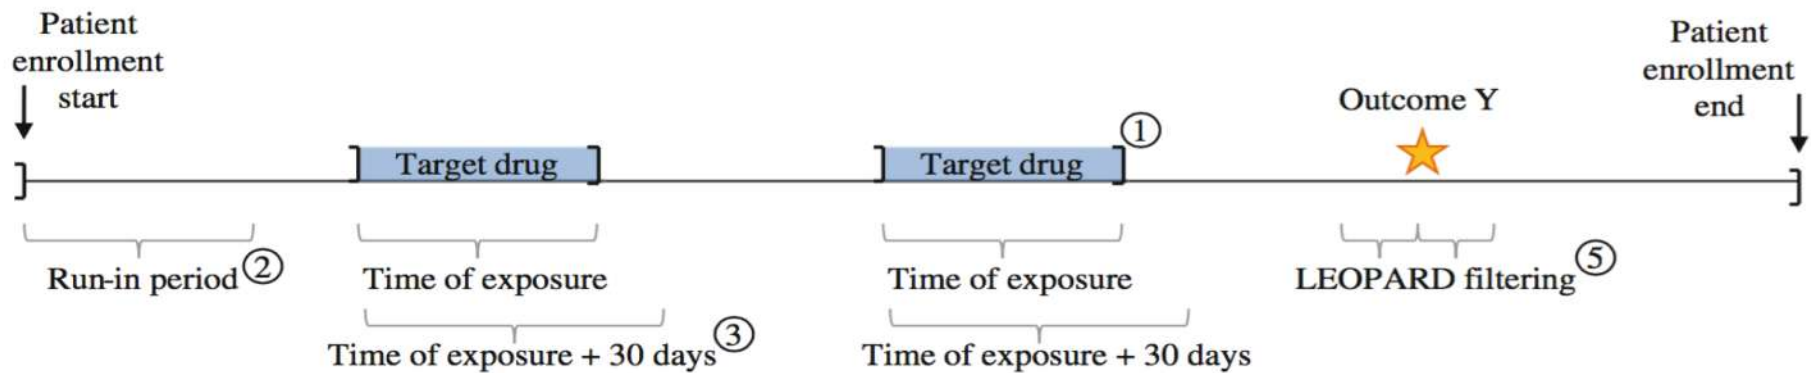 Patient
enrollment
start
Patient
enrollment
end
Outcome Y
①
Target drug
Target drug
Run-in period ②
Time of exposure
Time of exposure
LEOPARD filtering ⑤
Time of exposure + 30 days ③
Time of exposure + 30 days